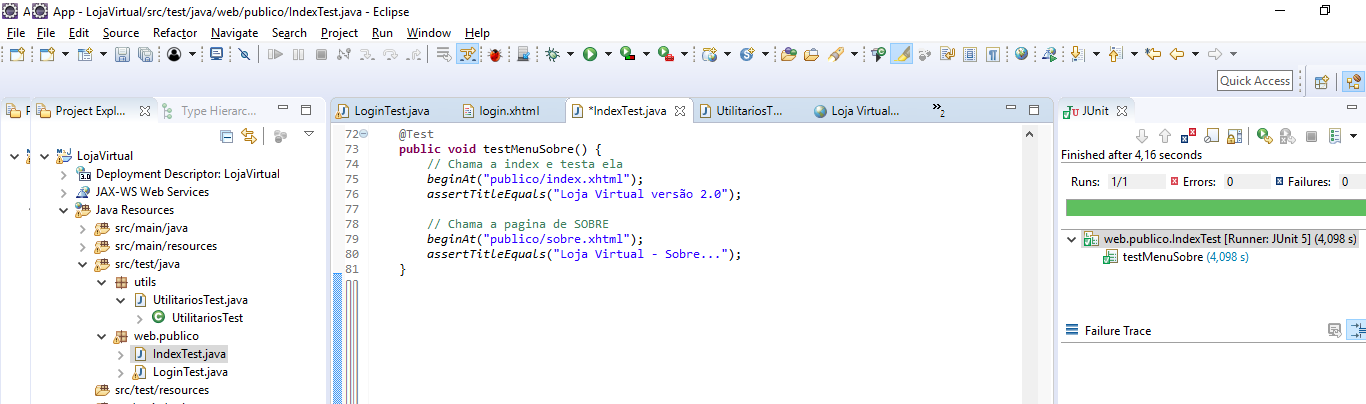 A App - LojaVirtual/src/test/java/web/publico/IndexTest.java - Eclipse
File File Edit Source Refactor Navigate Search Project Run Window Help
Quick Access
P Project Expl... Type Hierarc...
LoginTest.java login.xhtml *IndexTest.java UtilitariosT... Loja Virtual... »2
JUnit
LojaVirtual
Deployment Descriptor: LojaVirtual
JAX-WS Web Services
Java Resources
src/main/java
src/main/resources
src/test/java
utils
UtilitariosTest.java
UtilitariosTest
web.publico
IndexTest.java
LoginTest.java
src/test/resources
72 @Test
73 public void testMenuSobre() {
74 // Chama a index e testa ela
75 beginAt("publico/index.xhtml");
76 assertTitleEquals("Loja Virtual versão 2.0");
77
78 // Chama a pagina de SOBRE
79 beginAt("publico/sobre.xhtml");
80 assertTitleEquals("Loja Virtual - Sobre...");
81 }
Finished after 4,16 seconds
Runs: 1/1 Errors: 0 Failures: 0
web.publico.IndexTest [Runner: JUnit 5] (4,098 s)
testMenuSobre (4,098 s)
Failure Trace